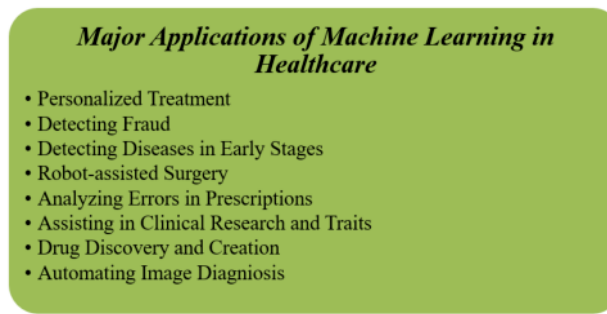 Major Applications of Machine Learning in
Healthcare
• Personalized Treatment
• Detecting Fraud
• Detecting Diseases in Early Stages
• Robot-assisted Surgery
• Analyzing Errors in Prescriptions
• Assisting in Clinical Research and Traits
• Drug Discovery and Creation
• Automating Image Diagniosis